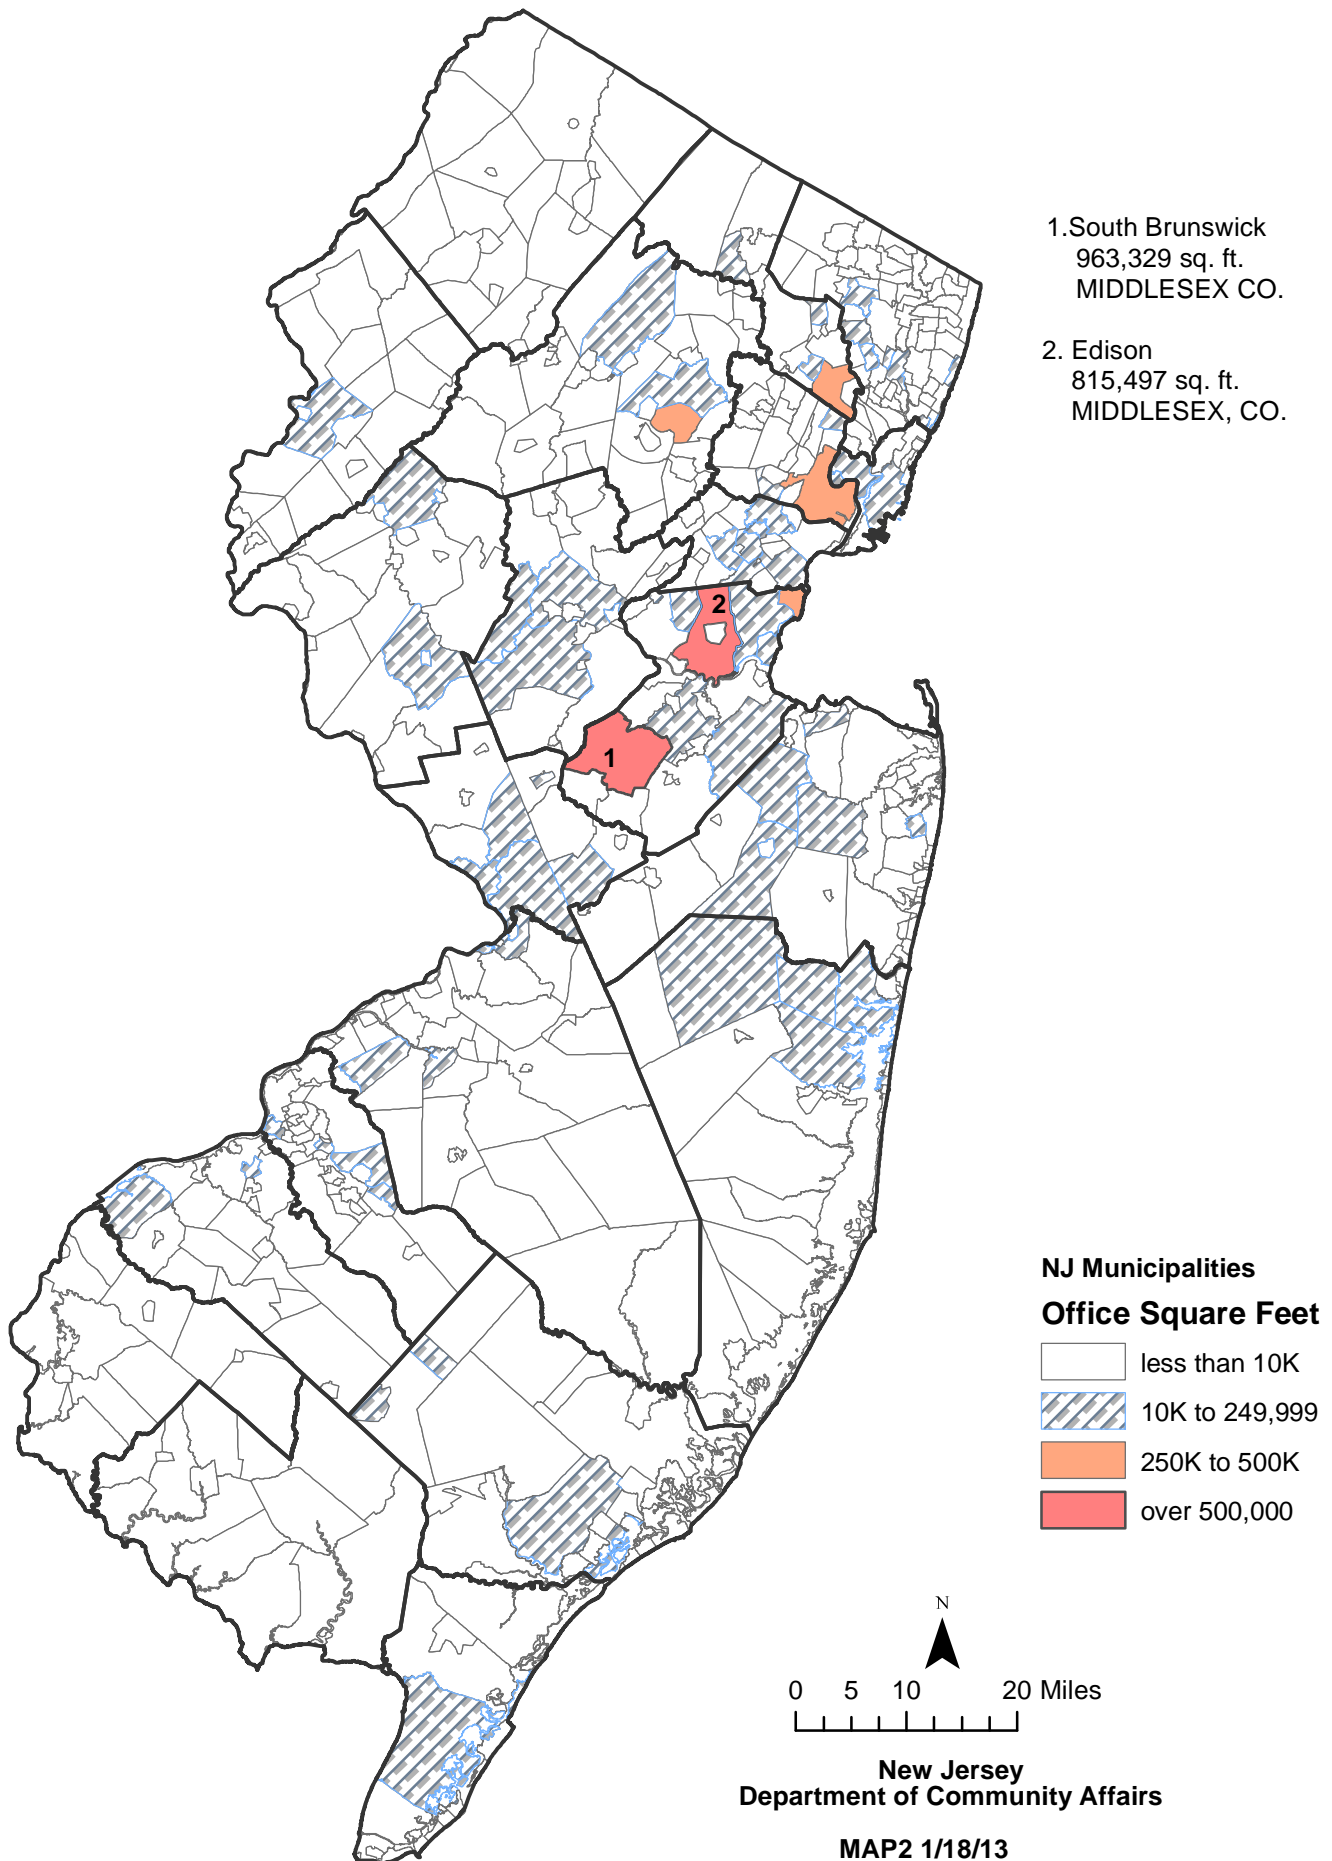 1.South Brunswick
963,329 sq. ft.
MIDDLESEX CO.
2. Edison
815,497 sq. ft.
MIDDLESEX, CO.
2
1
NJ Municipalities
Office Square Feet
less than 10K
10K to 249,999
250K to 500K
over 500,000
N
0 5 10 20 Miles
New Jersey
Department of Community Affairs
MAP2 1/18/13